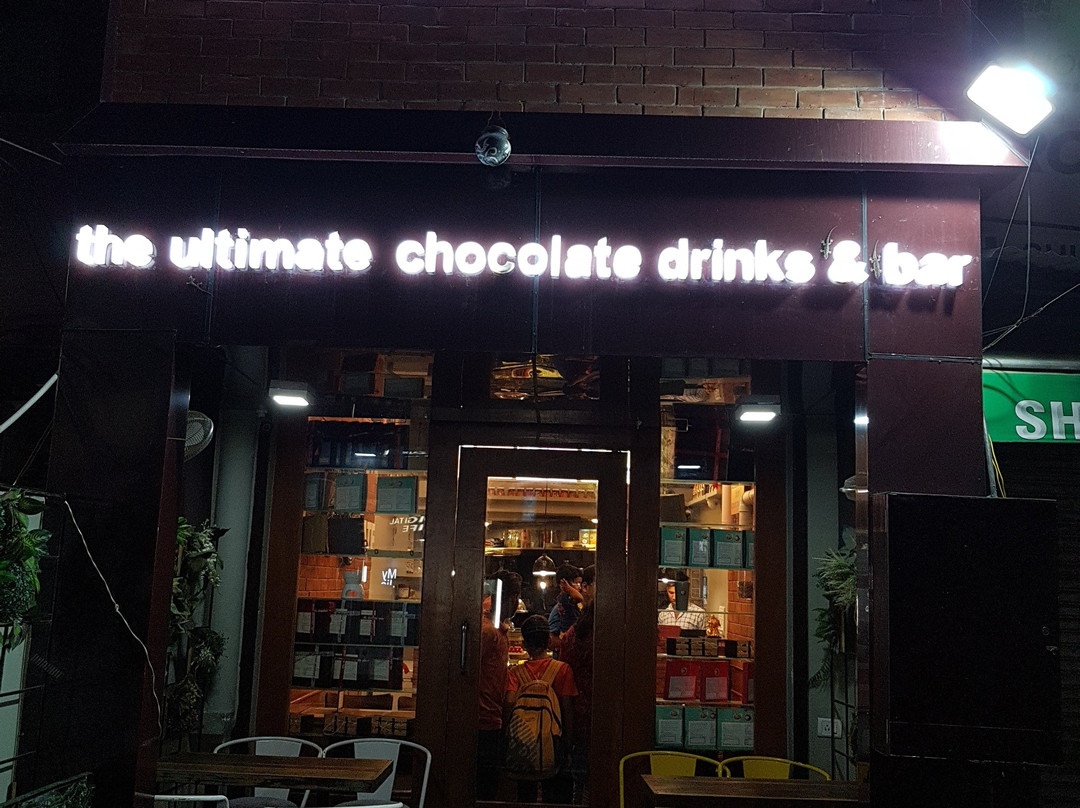 the ultimate chocolate drinks & bar
SH